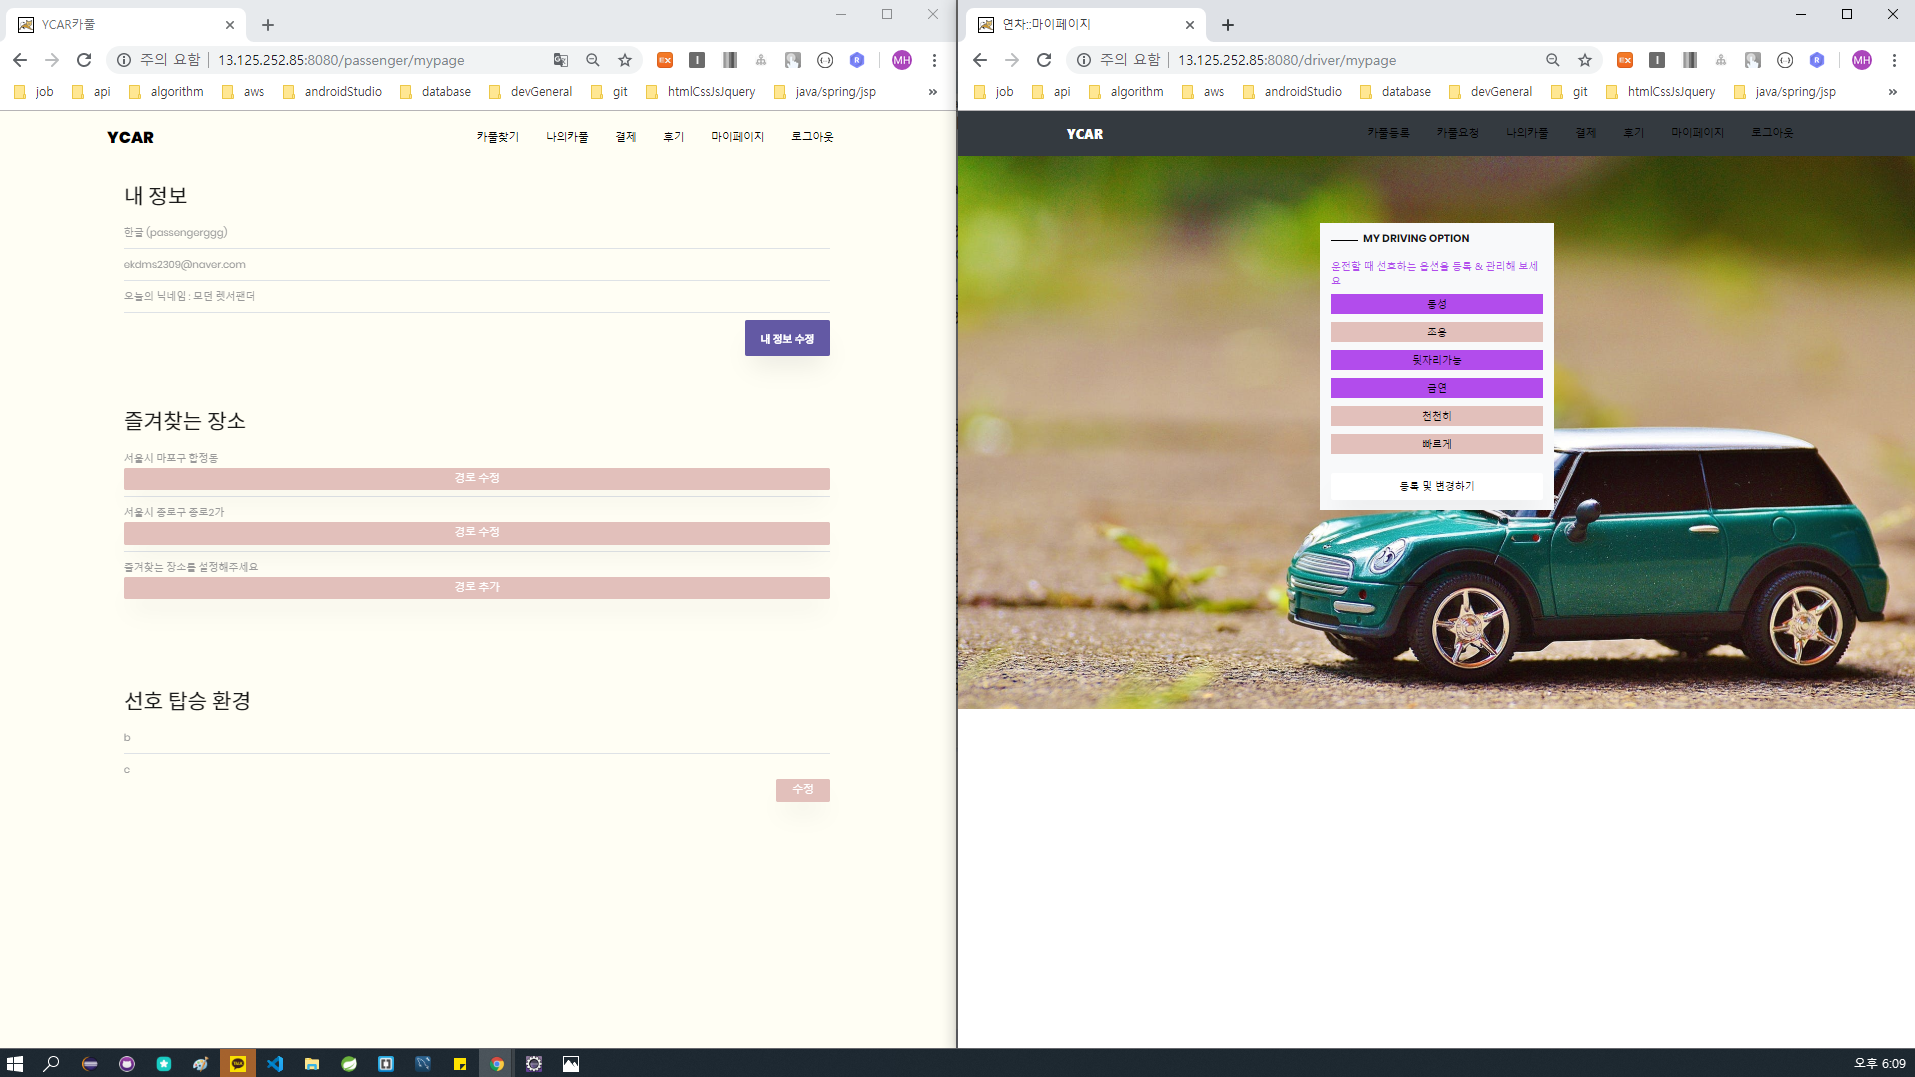 YCAR카풀
주의 요함 | 13.125.252.85:8080/passenger/mypage
MH
job api algorithm aws androidStudio database devGeneral git htmlCssJsJquery java/spring/jsp »
YCAR 카풀찾기 나의카풀 결제 후기 마이페이지 로그아웃
내 정보
한글 (passengerggg)
ekdms2309@naver.com
오늘의 닉네임 : 모던 렛서팬더
내 정보 수정
즐겨찾는 장소
서울시 마포구 합정동
경로 수정
서울시 종로구 종로2가
경로 수정
즐겨찾는 장소를 설정해주세요
경로 추가
선호 탑승 환경
b
c
수정
연차::마이페이지
주의 요함 | 13.125.252.85:8080/driver/mypage
MH
job api algorithm aws androidStudio database devGeneral git htmlCssJsJquery java/spring/jsp »
YCAR 카풀등록 카풀요청 나의카풀 결제 후기 마이페이지 로그아웃
MY DRIVING OPTION
운전할 때 선호하는 옵션을 등록 & 관리해 보세
요
동성
조용
뒷자리가능
금연
천천히
빠르게
등록 및 변경하기
오후 6:09